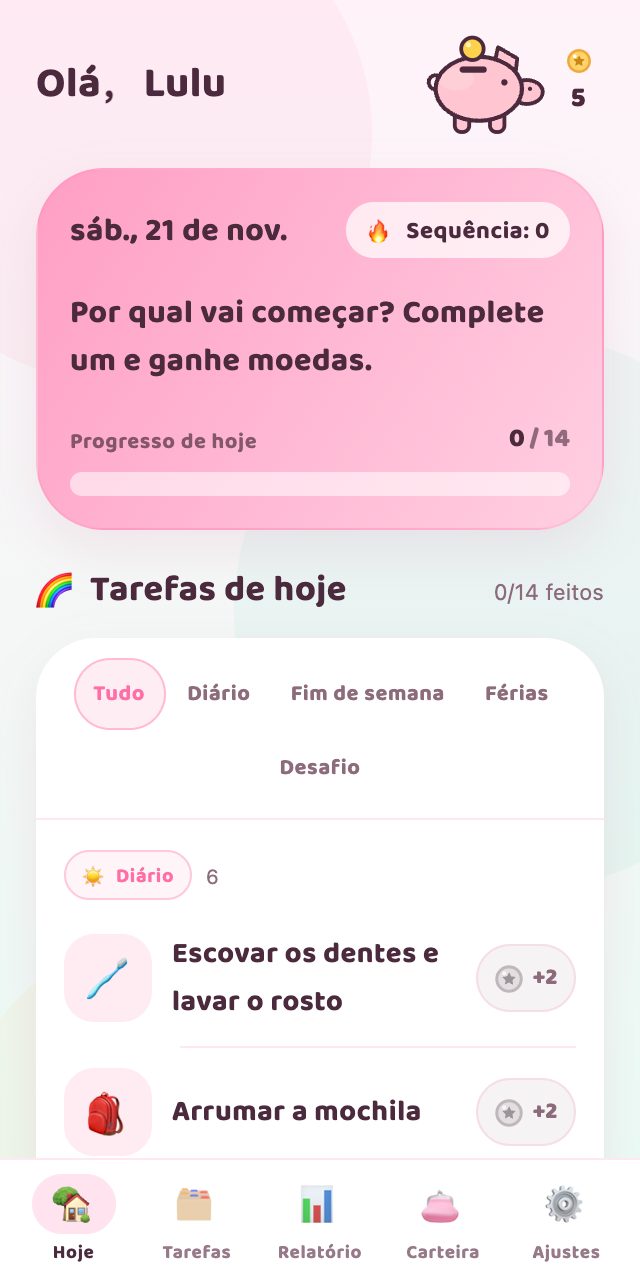 Olá, Lulu
5
sáb., 21 de nov.
Sequência: 0
Por qual vai começar? Complete
um e ganhe moedas.
Progresso de hoje
0 / 14
Tarefas de hoje
0/14 feitos
Tudo
Diário
Fim de semana
Férias
Desafio
Diário
6
Escovar os dentes e
lavar o rosto
+2
Arrumar a mochila
+2
Hoje
Tarefas
Relatório
Carteira
Ajustes